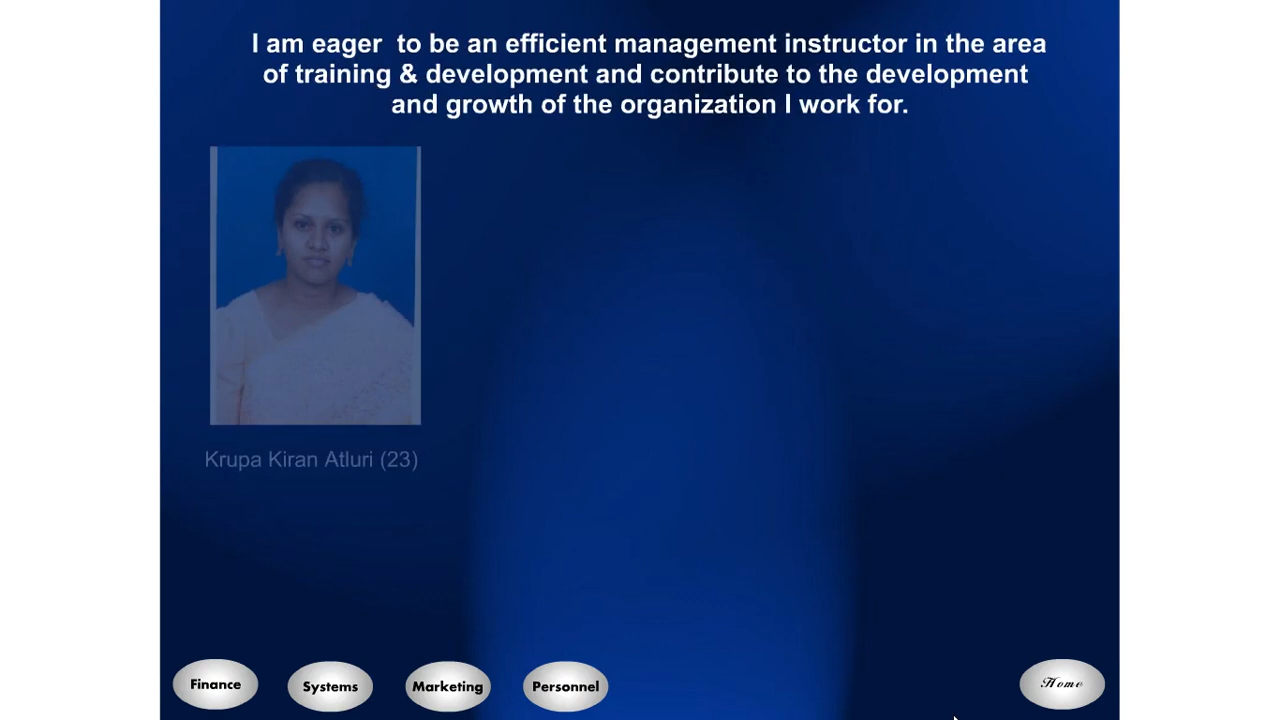 I am eager  to be an efficient management instructor in the area
of training & development and contribute to the development
and growth of the organization I work for.
Krupa Kiran Atluri (23)
Finance
Systems
Marketing
Personnel
Home